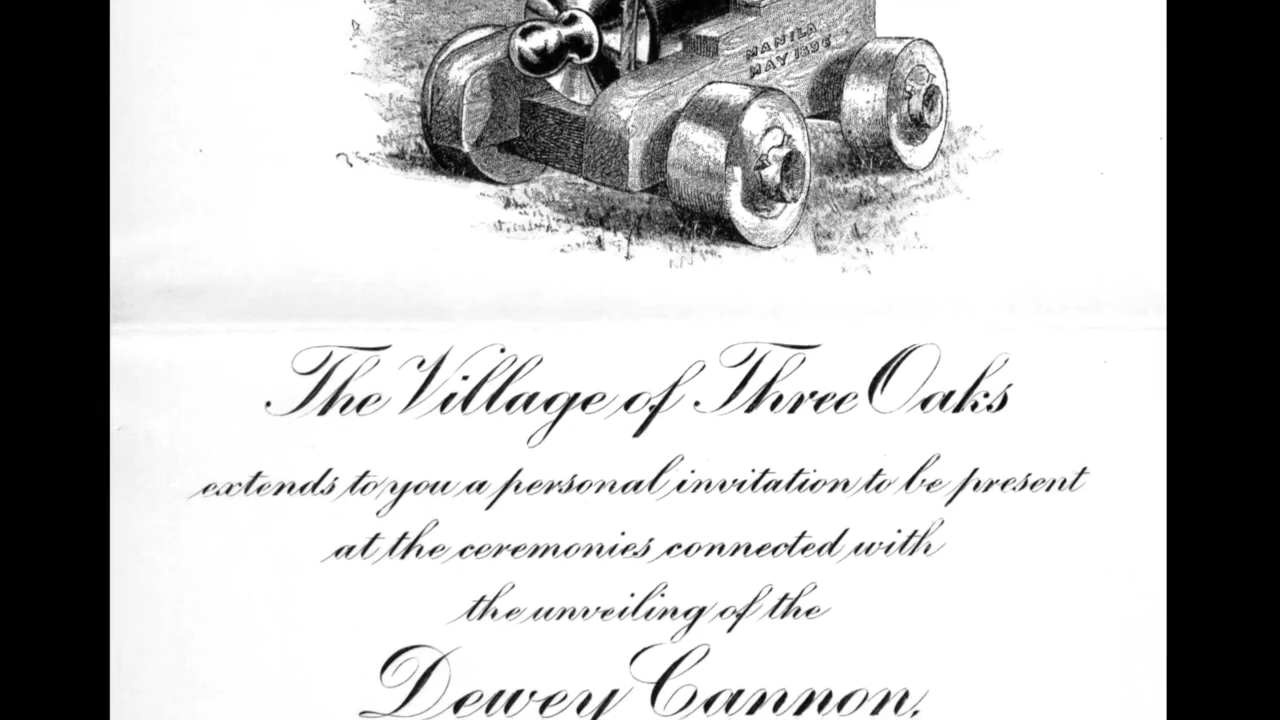 MANILA
MAY 1898
The Village of Three Oaks
extends to you a personal invitation to be present
at the ceremonies connected with
the unveiling of the
Dewey Cannon,